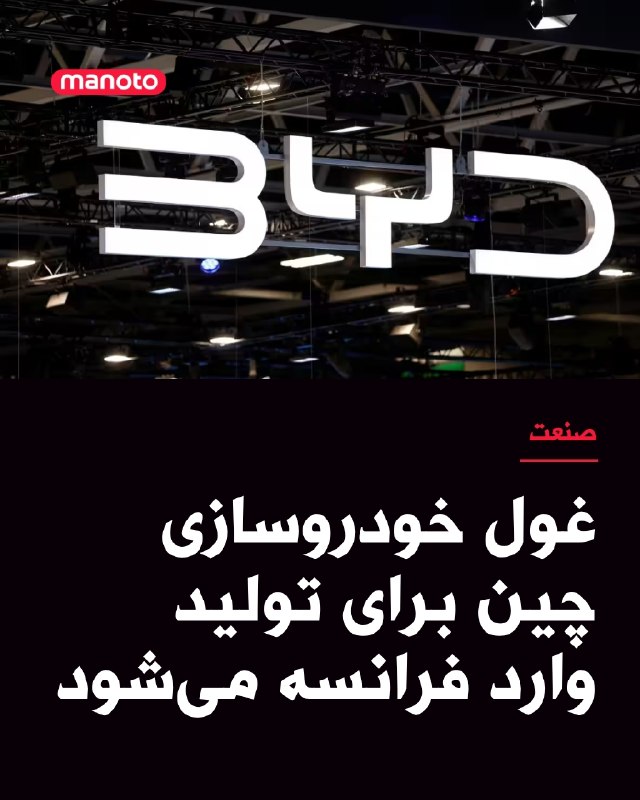 manoto
BYD
صنعت
غول خودروسازی
چین برای تولید
وارد فرانسه می‌شود